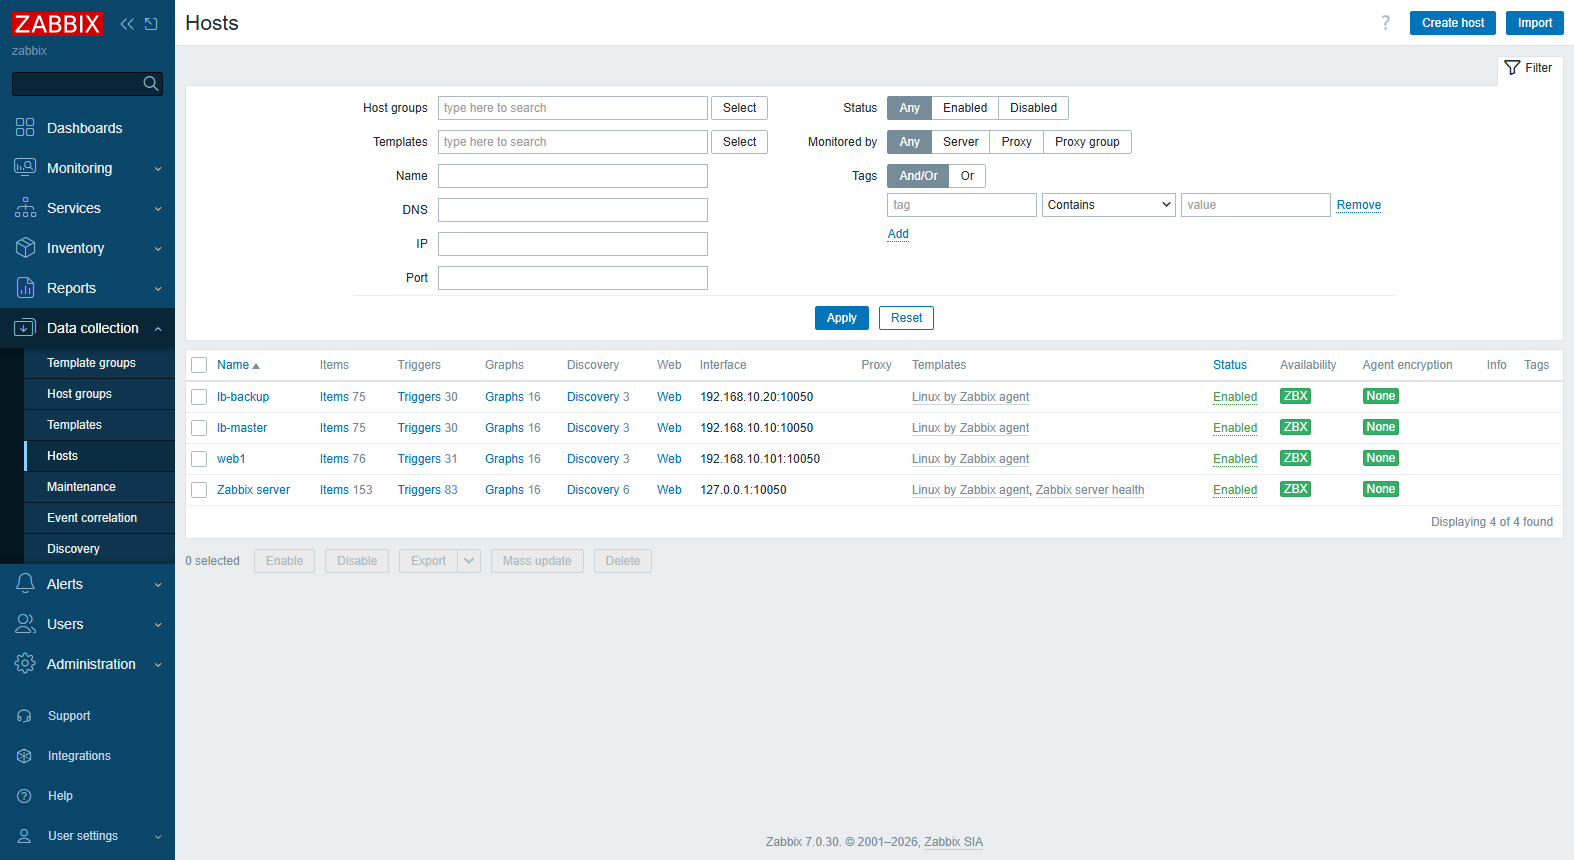 ZABBIX
zabbix
Dashboards
Monitoring
Services
Inventory
Reports
Data collection
Template groups
Host groups
Templates
Hosts
Maintenance
Event correlation
Discovery
Alerts
Users
Administration
Support
Integrations
Help
User settings
Hosts
? Create host Import
Filter
Host groups type here to search Select
Templates type here to search Select
Name
DNS
IP
Port
Status Any Enabled Disabled
Monitored by Any Server Proxy Proxy group
Tags And/Or Or
tag Contains value Remove
Add
Apply Reset
Name Items Triggers Graphs Discovery Web Interface Proxy Templates Status Availability Agent encryption Info Tags
lb-backup Items 75 Triggers 30 Graphs 16 Discovery 3 Web 192.168.10.20:10050 Linux by Zabbix agent Enabled ZBX None
lb-master Items 75 Triggers 30 Graphs 16 Discovery 3 Web 192.168.10.10:10050 Linux by Zabbix agent Enabled ZBX None
web1 Items 76 Triggers 31 Graphs 16 Discovery 3 Web 192.168.10.101:10050 Linux by Zabbix agent Enabled ZBX None
Zabbix server Items 153 Triggers 83 Graphs 16 Discovery 6 Web 127.0.0.1:10050 Linux by Zabbix agent, Zabbix server health Enabled ZBX None
Displaying 4 of 4 found
0 selected Enable Disable Export Mass update Delete
Zabbix 7.0.30. © 2001–2026, Zabbix SIA